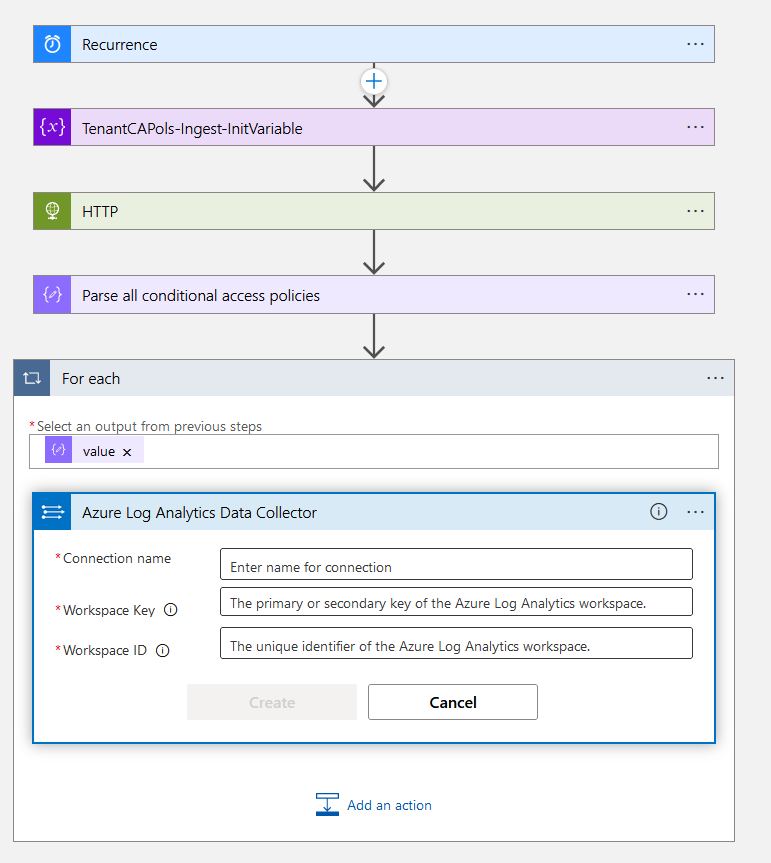 Recurrence
{x} TenantCAPols-Ingest-InitVariable
HTTP
Parse all conditional access policies
For each
* Select an output from previous steps
value ×
Azure Log Analytics Data Collector
* Connection name
Enter name for connection
* Workspace Key
The primary or secondary key of the Azure Log Analytics workspace.
* Workspace ID
The unique identifier of the Azure Log Analytics workspace.
Create
Cancel
Add an action